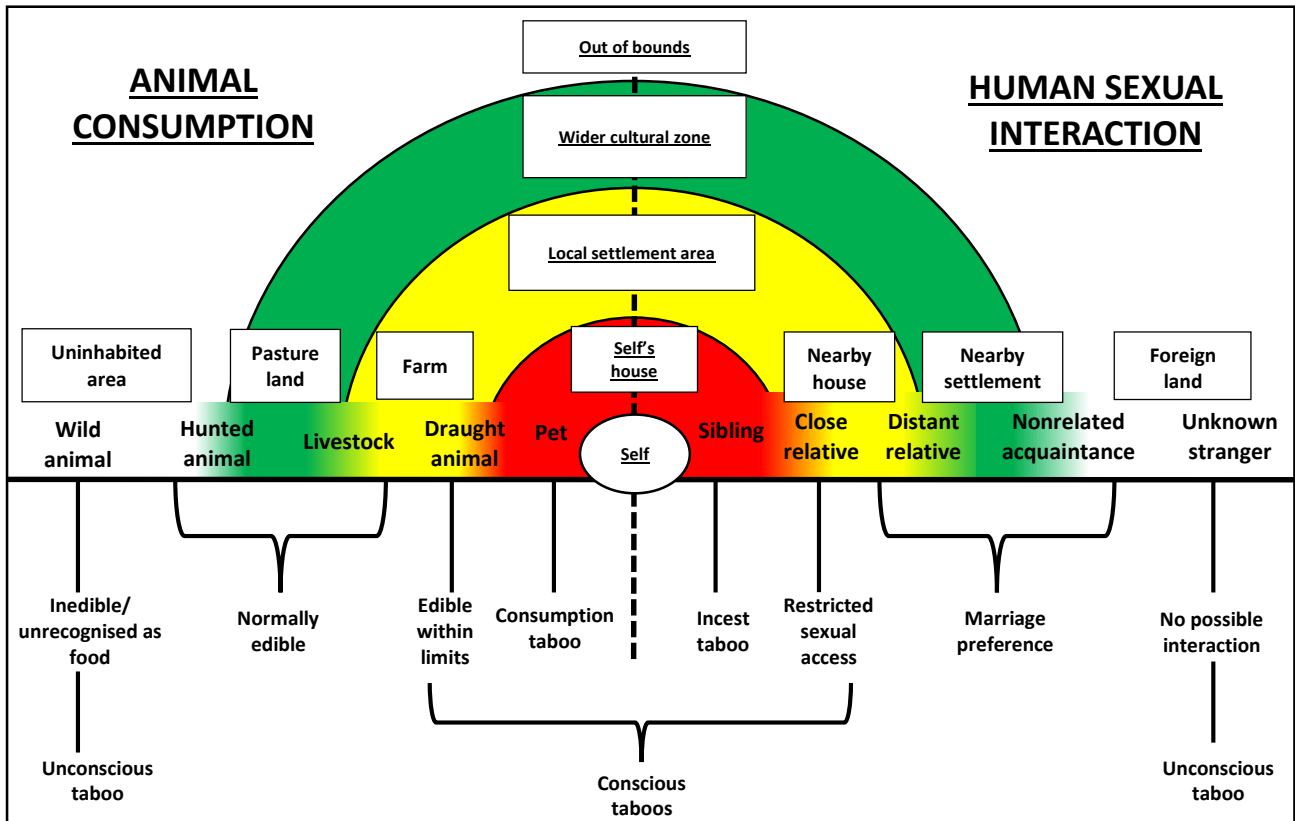 ANIMAL
CONSUMPTION
Out of bounds
HUMAN SEXUAL
INTERACTION
Wider cultural zone
Local settlement area
Uninhabited
area
Pasture
land
Farm
Self's
house
Nearby
house
Nearby
settlement
Foreign
land
Wild
animal
Hunted
animal
Livestock
Draught
animal
Pet
Self
Sibling
Close
relative
Distant
relative
Nonrelated
acquaintance
Unknown
stranger
Inedible/
unrecognised as
food
Normally
edible
Edible
within
limits
Consumption
taboo
Incest
taboo
Restricted
sexual
access
Marriage
preference
No possible
interaction
Unconscious
taboo
Conscious
taboos
Unconscious
taboo